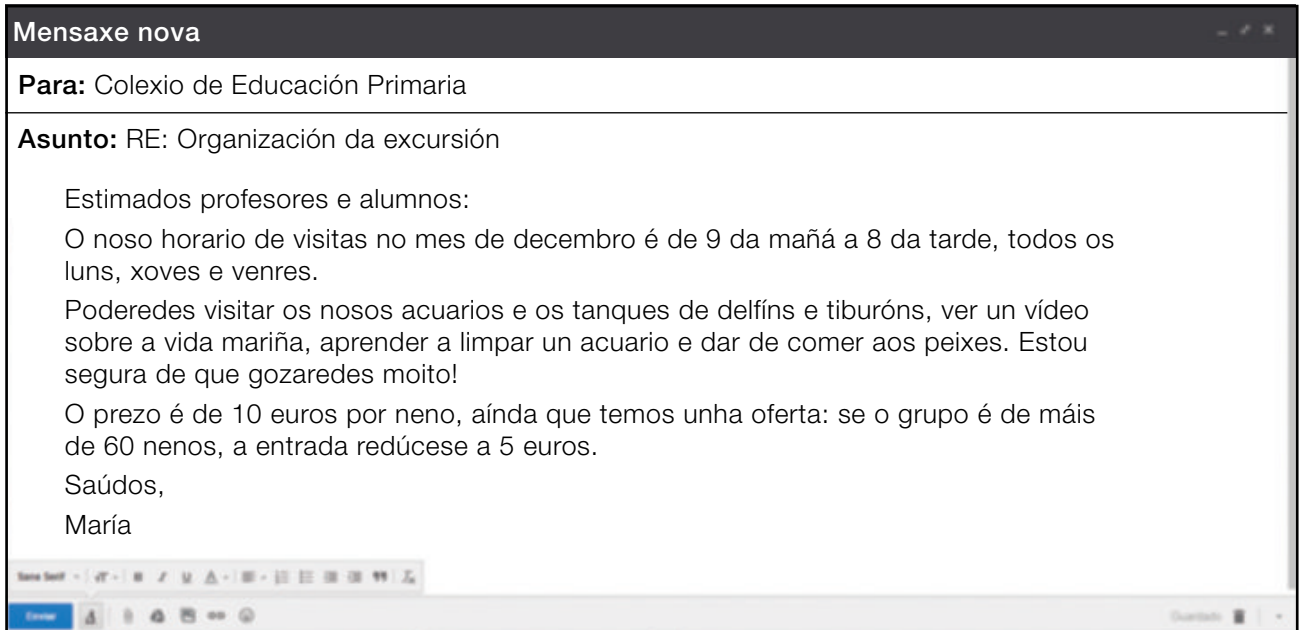 Mensaxe nova
Para: Colexio de Educación Primaria
Asunto: RE: Organización da excursión
Estimados profesores e alumnos:
O noso horario de visitas no mes de decembro é de 9 da mañá a 8 da tarde, todos os
luns, xoves e venres.
Poderedes visitar os nosos acuarios e os tanques de delfíns e tiburóns, ver un vídeo
sobre a vida mariña, aprender a limpar un acuario e dar de comer aos peixes. Estou
segura de que gozaredes moito!
O prezo é de 10 euros por neno, aínda que temos unha oferta: se o grupo é de máis
de 60 nenos, a entrada redúcese a 5 euros.
Saúdos,
María
Sans Serif
Enviar Guardado